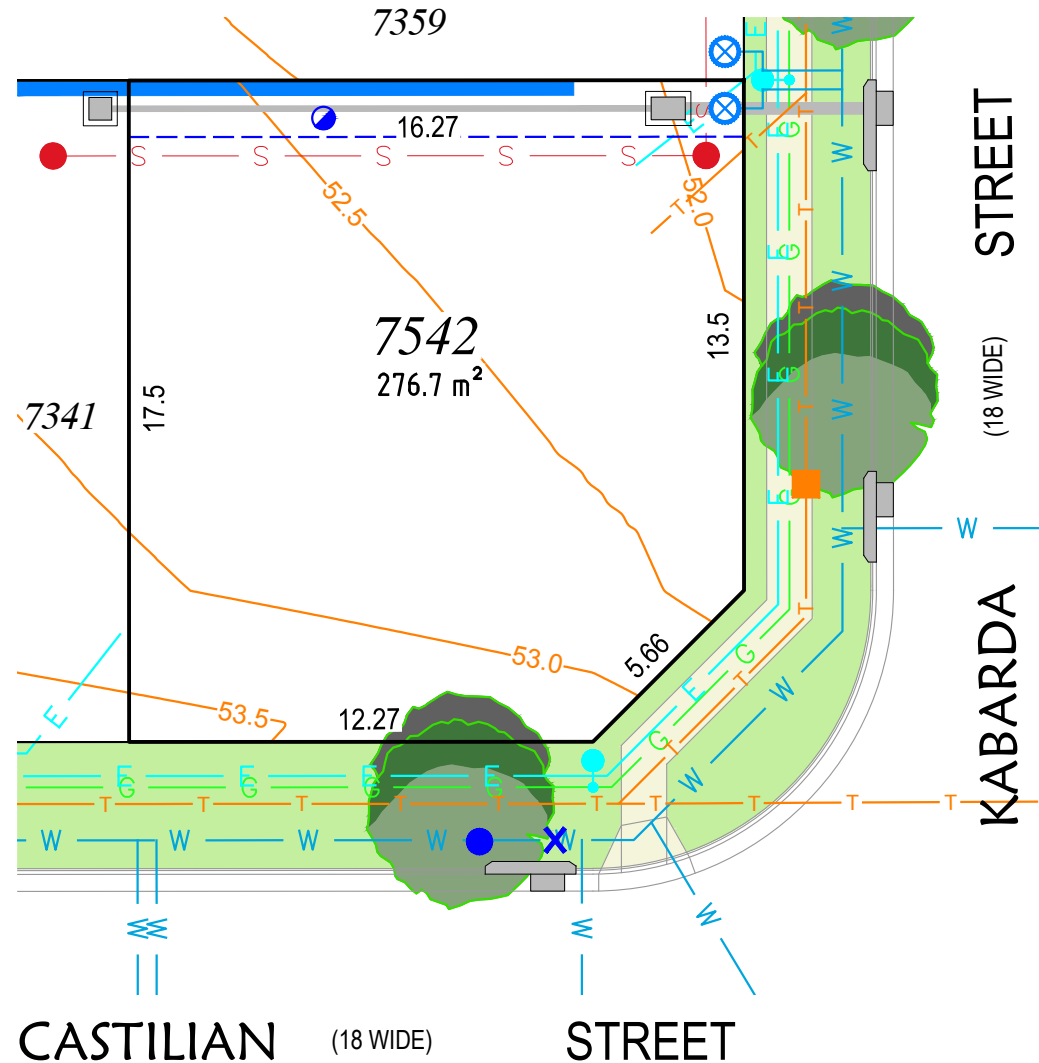 7359
16.27
S S S S S S
52.5
52.0
STREET
7542
276.7 m²
13.5
(18 WIDE)
17.5
7341
W
KABARDA
53.0
5.66
53.5
12.27
E E E E
G G G G
T T T T T T T T T
W W W W W
W W W W
CASTILIAN (18 WIDE) STREET